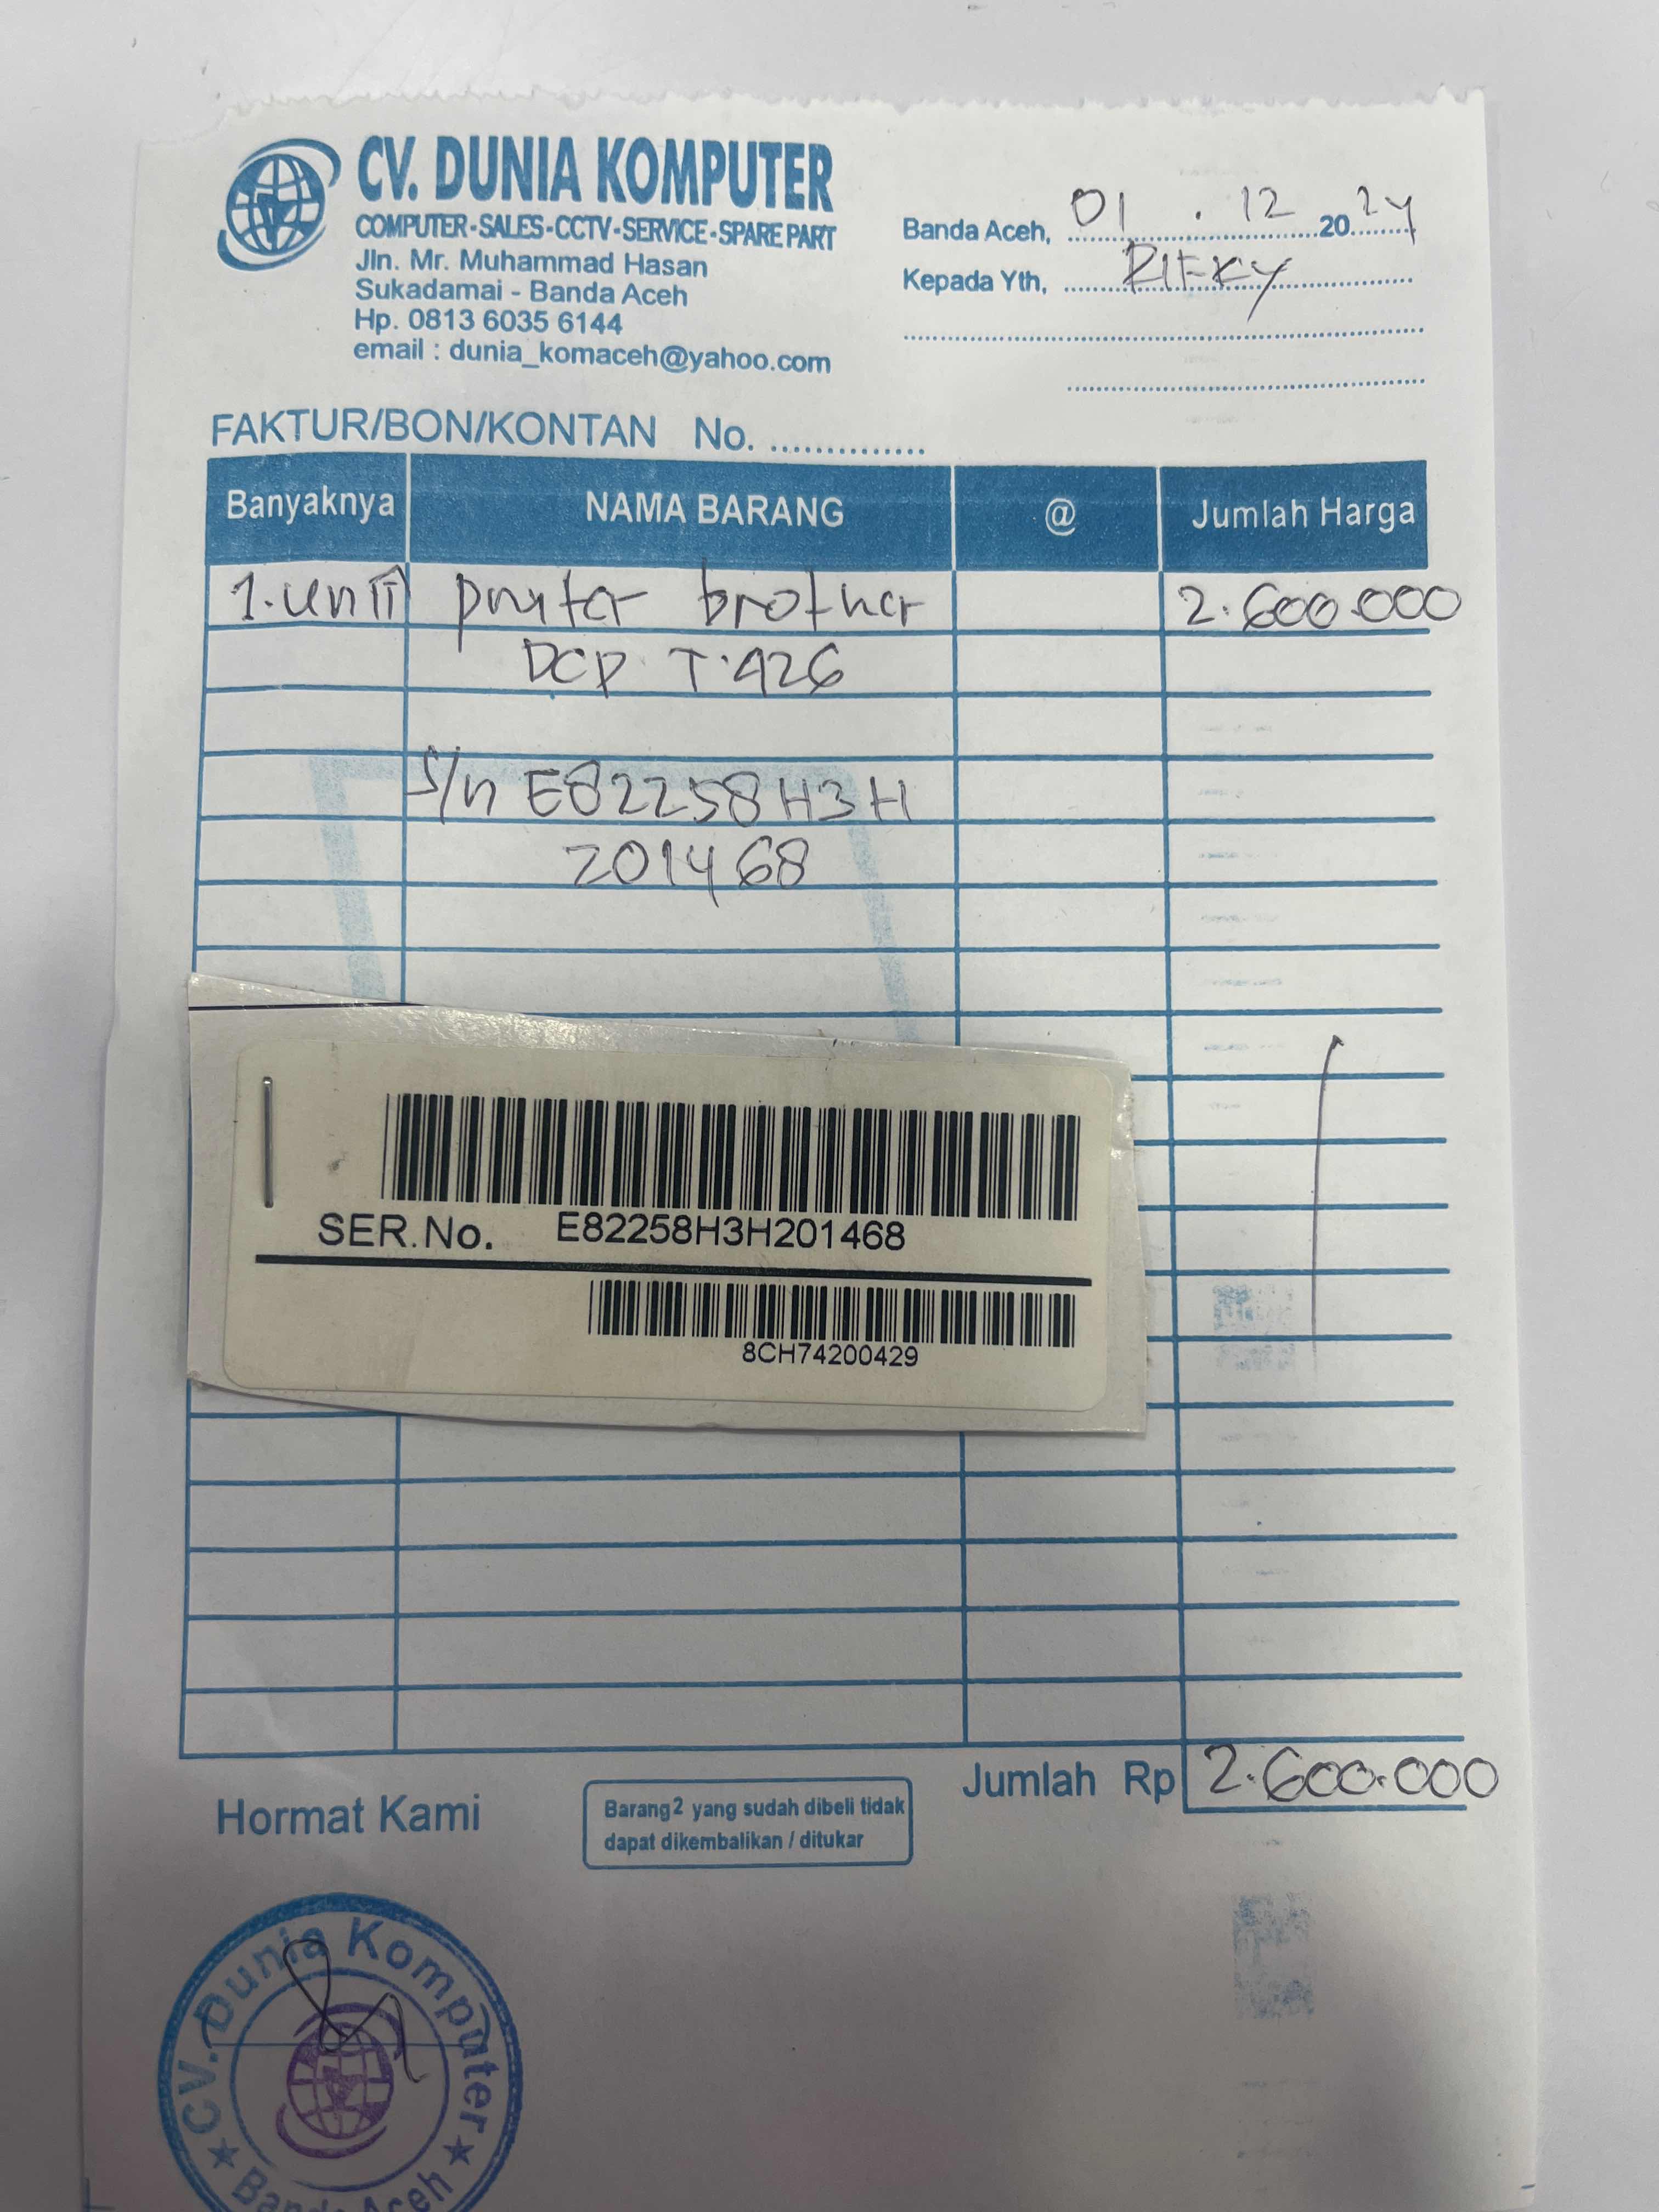 CV. DUNIA KOMPUTER
COMPUTER-SALES-CCTV-SERVICE-SPARE PART
Jln. Mr. Muhammad Hasan
Sukadamai - Banda Aceh
Hp. 0813 6035 6144
email : dunia_komaceh@yahoo.com
Banda Aceh, 01 . 12 2024
Kepada Yth, RIFKY
FAKTUR/BON/KONTAN No. ..............
Banyaknya NAMA BARANG @ Jumlah Harga
1.unit printer brother 2.600.000
DCP T.426
S/n E82258H3H
201468
SER.No. E82258H3H201468
8CH74200429
Jumlah Rp 2.600.000
Hormat Kami
Barang2 yang sudah dibeli tidak
dapat dikembalikan / ditukar
CV. Dunia Komputer
Banda Aceh